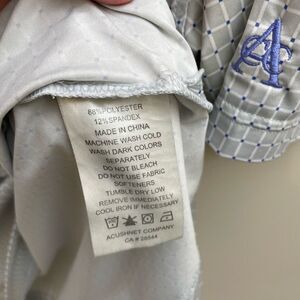 88% POLYESTER
12% SPANDEX
MADE IN CHINA
MACHINE WASH COLD
WASH DARK COLORS
SEPARATELY
DO NOT BLEACH
DO NOT USE FABRIC
SOFTENERS
TUMBLE DRY LOW
REMOVE IMMEDIATELY
COOL IRON IF NECESSARY
ACUSHNET COMPANY
CA # 28544